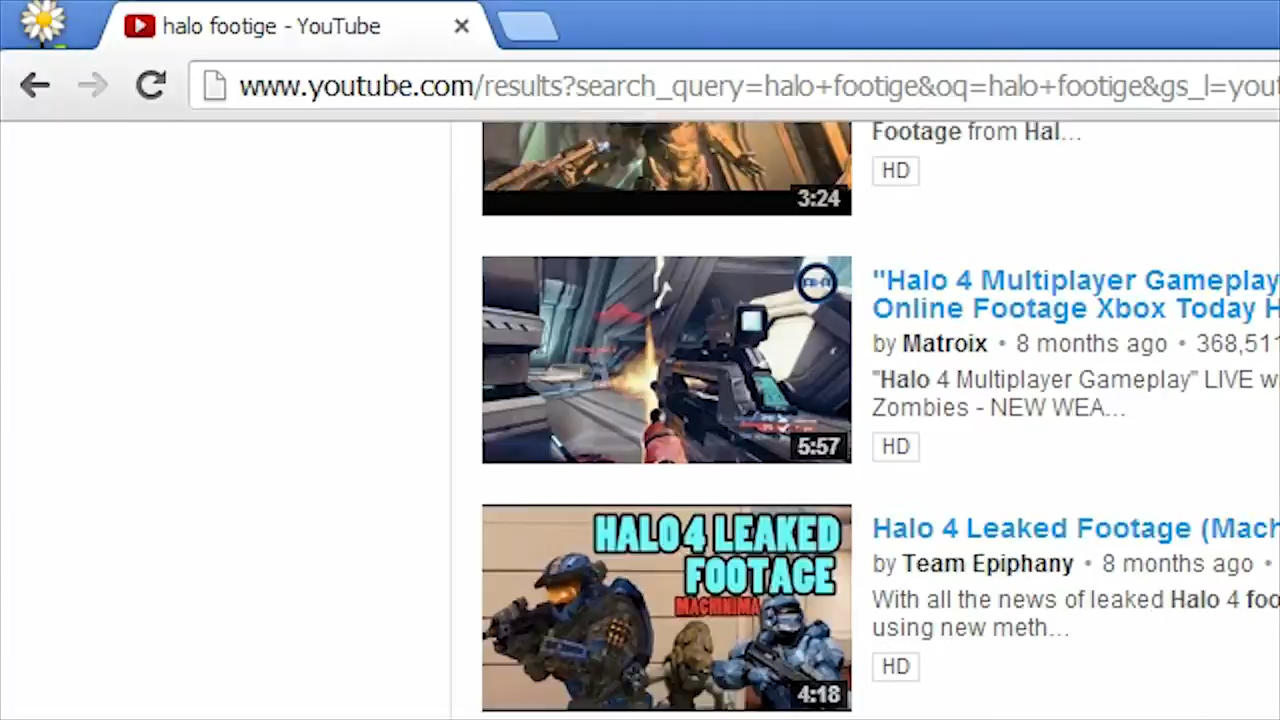 halo footige - YouTube
www.youtube.com/results?search_query=halo+footige&oq=halo+footige&gs_l=yout
Footage from Hal...
HD
3:24
"Halo 4 Multiplayer Gameplay
Online Footage Xbox Today H
by Matroix • 8 months ago • 368,511
"Halo 4 Multiplayer Gameplay" LIVE w
Zombies - NEW WEA...
HD
5:57
HALO 4 LEAKED
FOOTAGE
MACHINIMA
4:18
Halo 4 Leaked Footage (Mach
by Team Epiphany • 8 months ago •
With all the news of leaked Halo 4 foo
using new meth...
HD